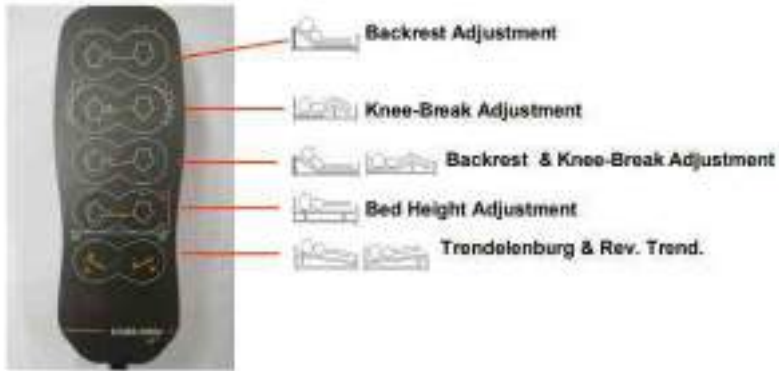 Backrest Adjustment
Knee-Break Adjustment
Backrest & Knee-Break Adjustment
Bed Height Adjustment
Trendelenburg & Rev. Trend.